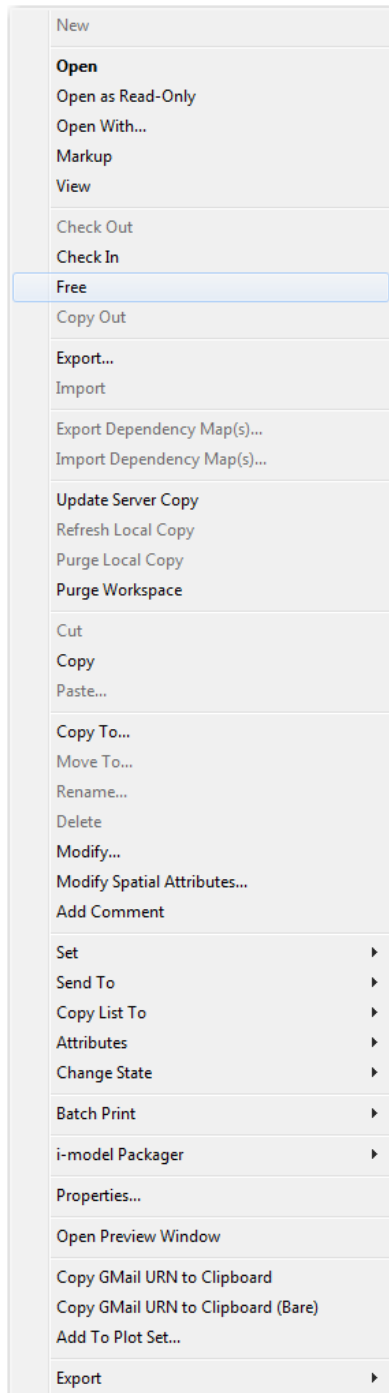 New
Open
Open as Read-Only
Open With...
Markup
View
Check Out
Check In
Free
Copy Out
Export...
Import
Export Dependency Map(s)...
Import Dependency Map(s)...
Update Server Copy
Refresh Local Copy
Purge Local Copy
Purge Workspace
Cut
Copy
Paste...
Copy To...
Move To...
Rename...
Delete
Modify...
Modify Spatial Attributes...
Add Comment
Set
Send To
Copy List To
Attributes
Change State
Batch Print
i-model Packager
Properties...
Open Preview Window
Copy GMail URN to Clipboard
Copy GMail URN to Clipboard (Bare)
Add To Plot Set...
Export